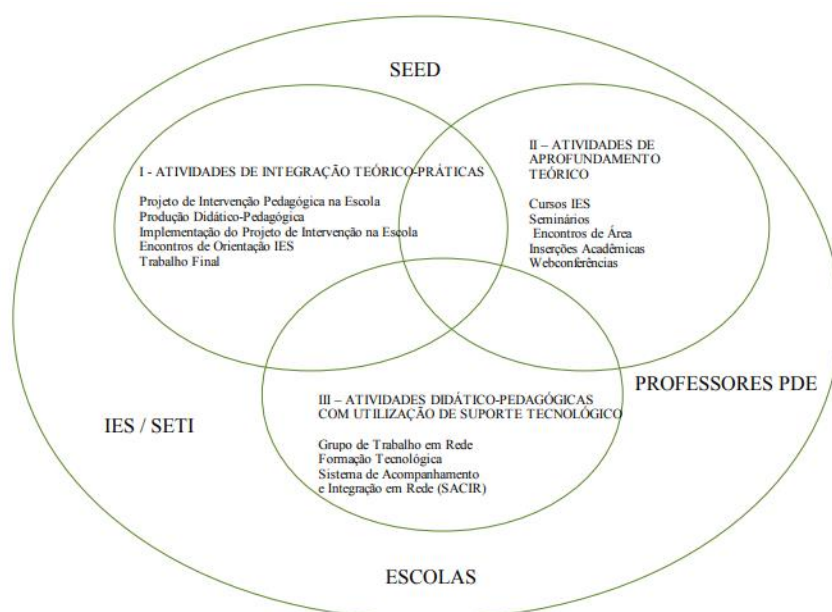 SEED
I - ATIVIDADES DE INTEGRAÇÃO TEÓRICO-PRÁTICAS
Projeto de Intervenção Pedagógica na Escola
Produção Didático-Pedagógica
Implementação do Projeto de Intervenção na Escola
Encontros de Orientação IES
Trabalho Final
II – ATIVIDADES DE
APROFUNDAMENTO
TEÓRICO
Cursos IES
Seminários
Encontros de Área
Inserções Acadêmicas
Webconferências
PROFESSORES PDE
III – ATIVIDADES DIDÁTICO-PEDAGÓGICAS
COM UTILIZAÇÃO DE SUPORTE TECNOLÓGICO
Grupo de Trabalho em Rede
Formação Tecnológica
Sistema de Acompanhamento
e Integração em Rede (SACIR)
IES / SETI
ESCOLAS